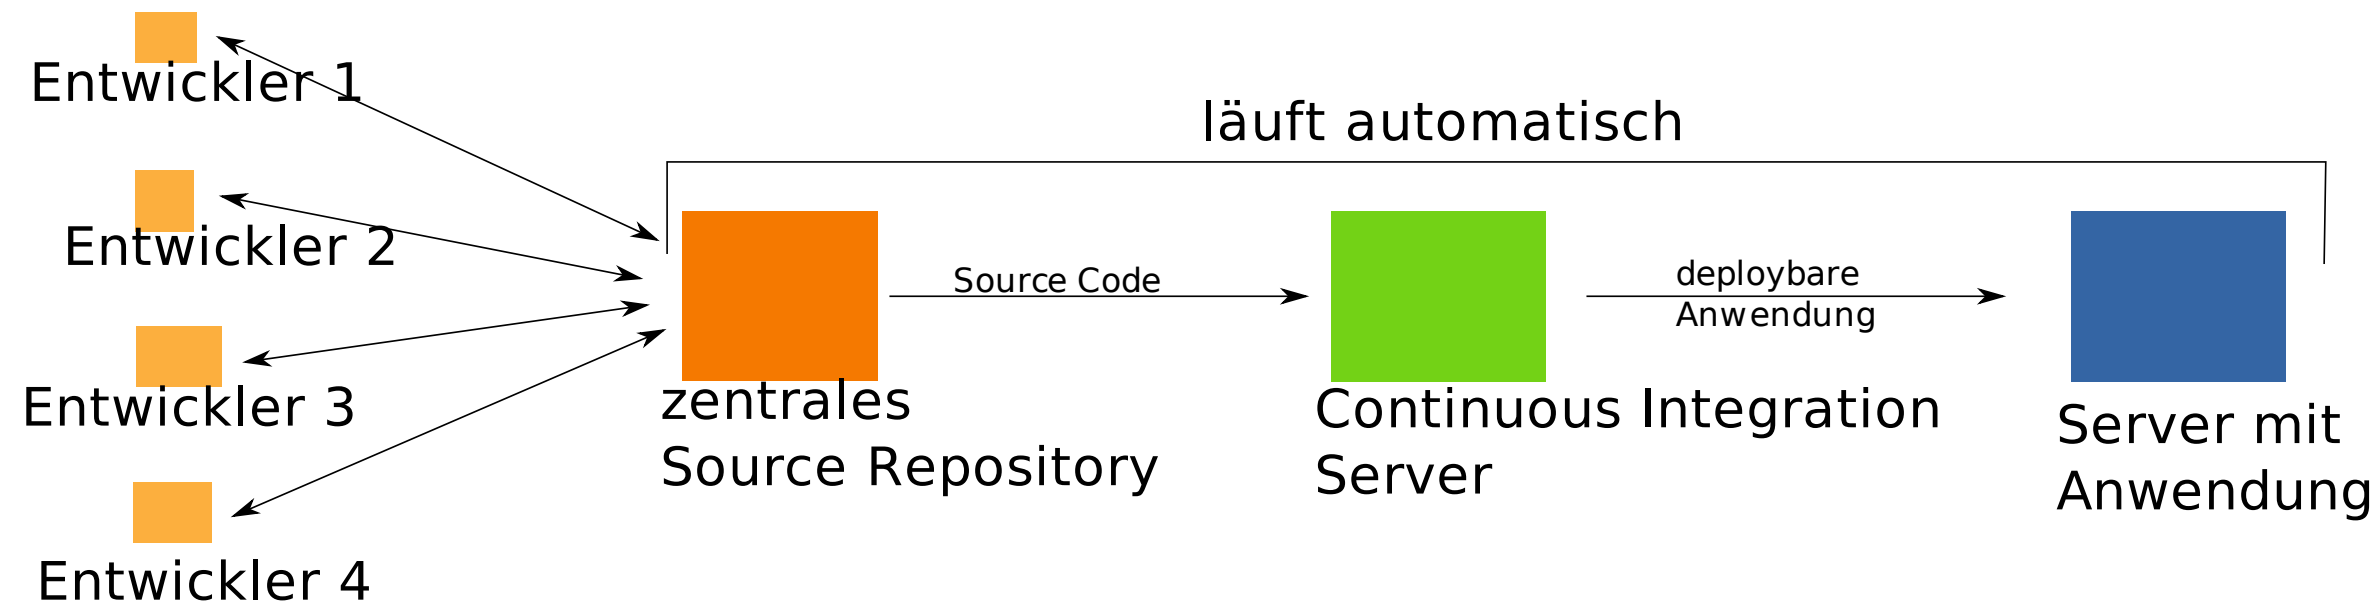 Entwickler 1
Entwickler 2
Entwickler 3
Entwickler 4
läuft automatisch
zentrales
Source Repository
Source Code
Continuous Integration
Server
deploybare
Anwendung
Server mit
Anwendung